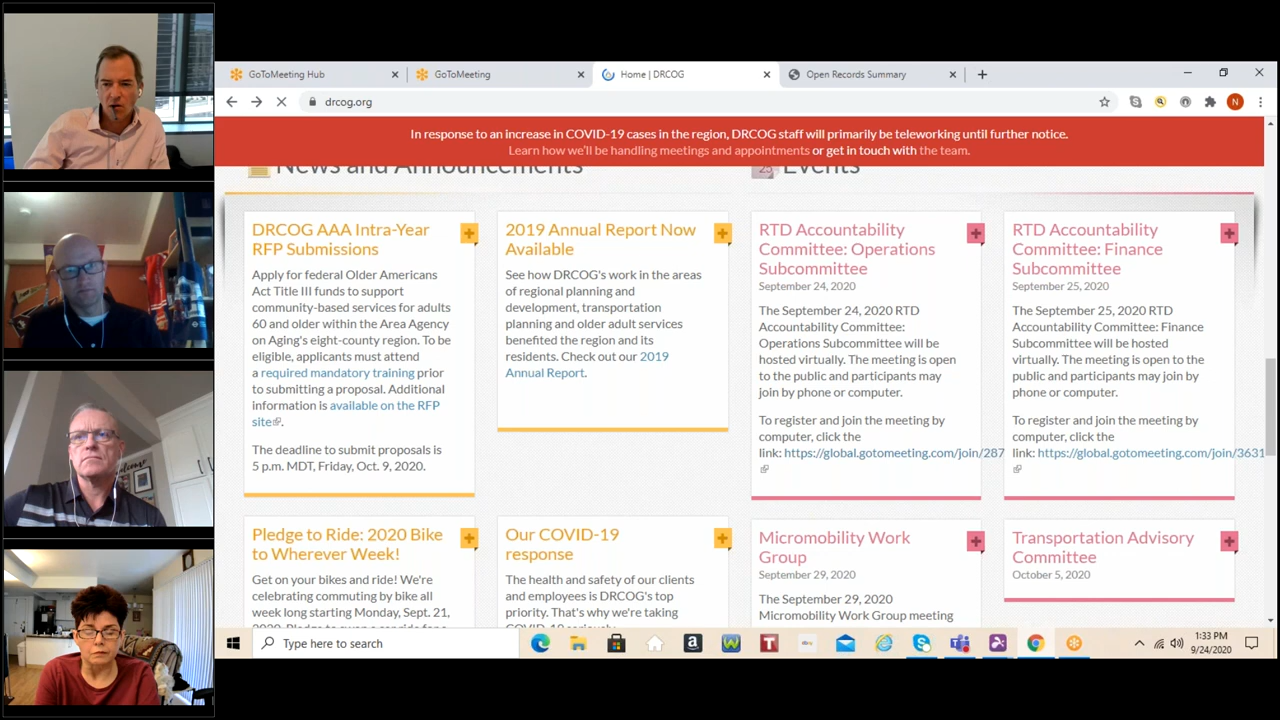 GoToMeeting Hub
GoToMeeting
Home | DRCOG
Open Records Summary
drcog.org
N
In response to an increase in COVID-19 cases in the region, DRCOG staff will primarily be teleworking until further notice.
Learn how we'll be handling meetings and appointments or get in touch with the team.
News and Announcements
25
Events
DRCOG AAA Intra-Year
RFP Submissions
Apply for federal Older Americans
Act Title III funds to support
community-based services for adults
60 and older within the Area Agency
on Aging's eight-county region. To be
eligible, applicants must attend
a required mandatory training prior
to submitting a proposal. Additional
information is available on the RFP
site.
The deadline to submit proposals is
5 p.m. MDT, Friday, Oct. 9, 2020.
2019 Annual Report Now
Available
See how DRCOG's work in the areas
of regional planning and
development, transportation
planning and older adult services
benefited the region and its
residents. Check out our 2019
Annual Report.
RTD Accountability
Committee: Operations
Subcommittee
September 24, 2020
The September 24, 2020 RTD
Accountability Committee:
Operations Subcommittee will be
hosted virtually. The meeting is open
to the public and participants may
join by phone or computer.
To register and join the meeting by
computer, click the
link: https://global.gotomeeting.com/join/287
RTD Accountability
Committee: Finance
Subcommittee
September 25, 2020
The September 25, 2020 RTD
Accountability Committee: Finance
Subcommittee will be hosted
virtually. The meeting is open to the
public and participants may join by
phone or computer.
To register and join the meeting by
computer, click the
link: https://global.gotomeeting.com/join/3631
Pledge to Ride: 2020 Bike
to Wherever Week!
Get on your bikes and ride! We're
celebrating commuting by bike all
week long starting Monday, Sept. 21,
Our COVID-19
response
The health and safety of our clients
and employees is DRCOG's top
priority. That's why we're taking
COVID-19 seriously
Micromobility Work
Group
September 29, 2020
The September 29, 2020
Micromobility Work Group meeting
Transportation Advisory
Committee
October 5, 2020
Type here to search
1:33 PM
9/24/2020